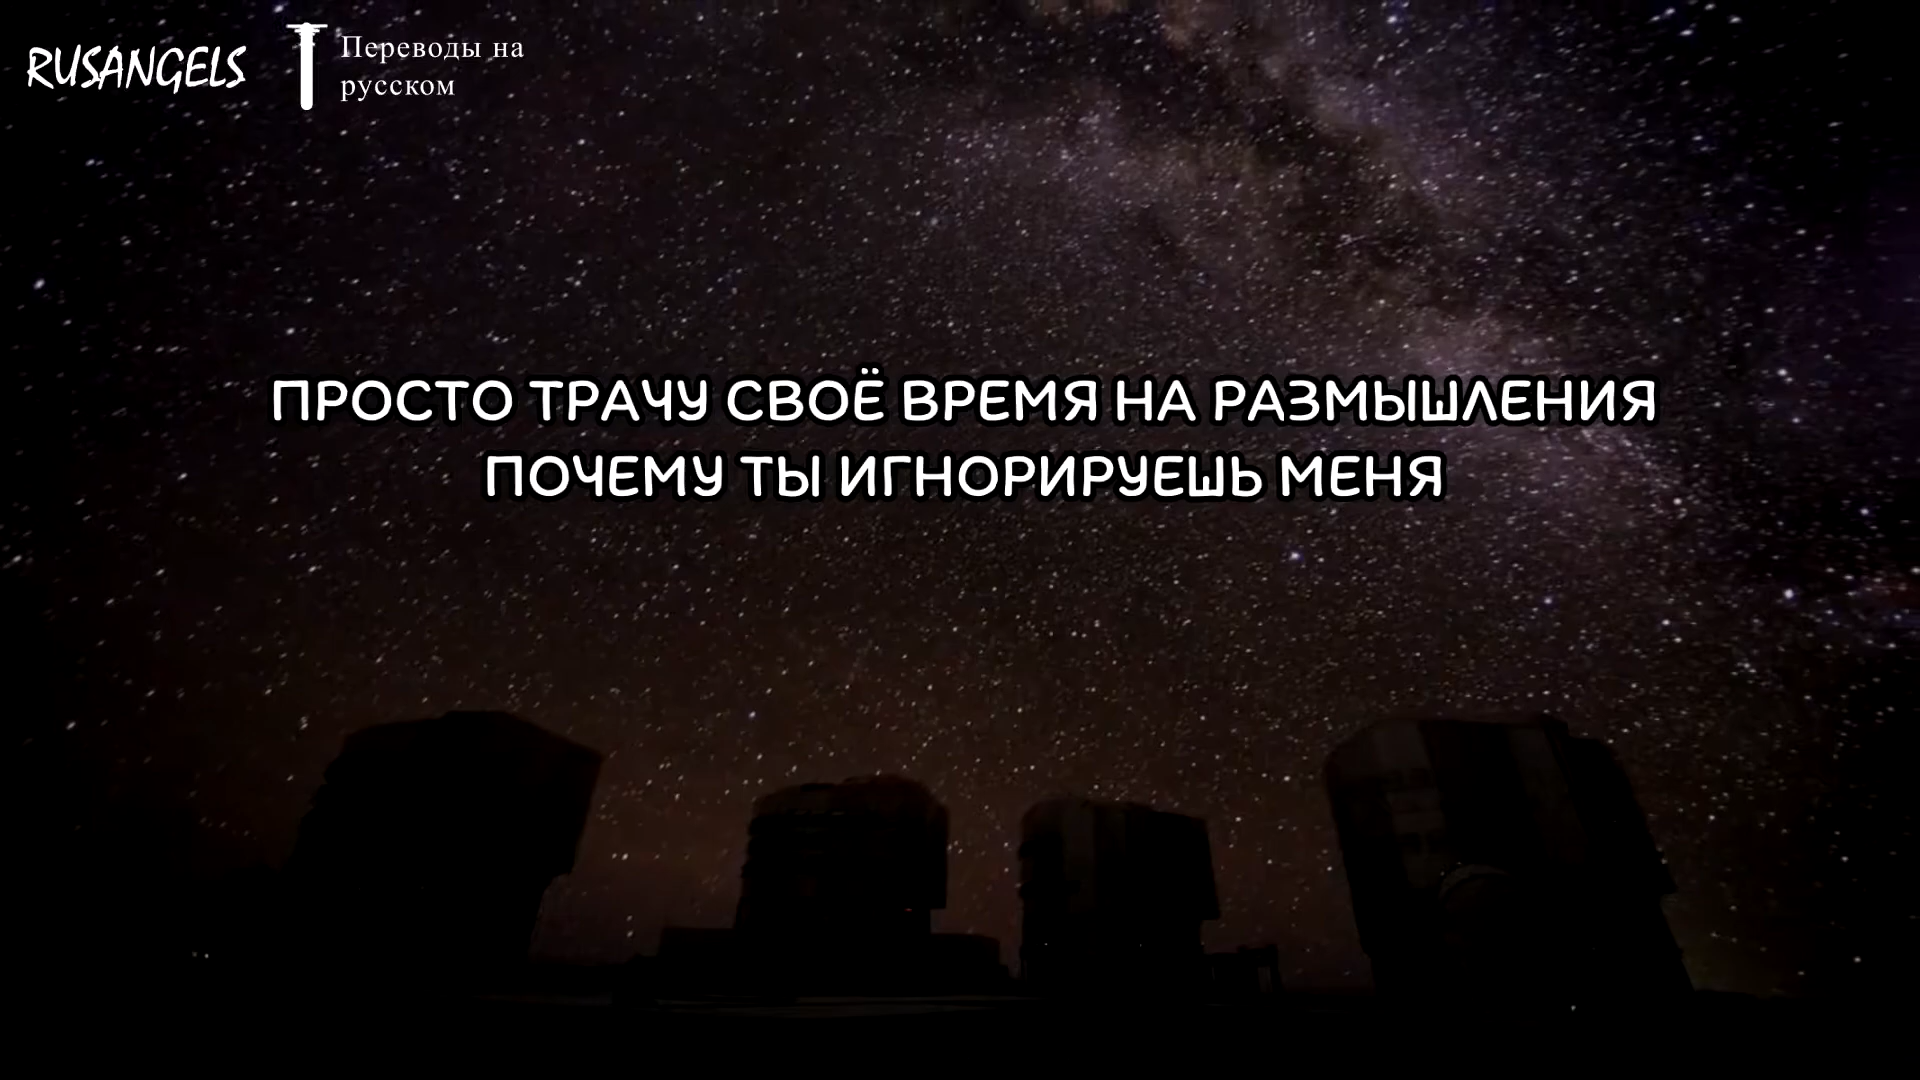 RUSANGELS
Переводы на
русском
ПРОСТО ТРАЧУ СВОЁ ВРЕМЯ НА РАЗМЫШЛЕНИЯ
ПОЧЕМУ ТЫ ИГНОРИРУЕШЬ МЕНЯ